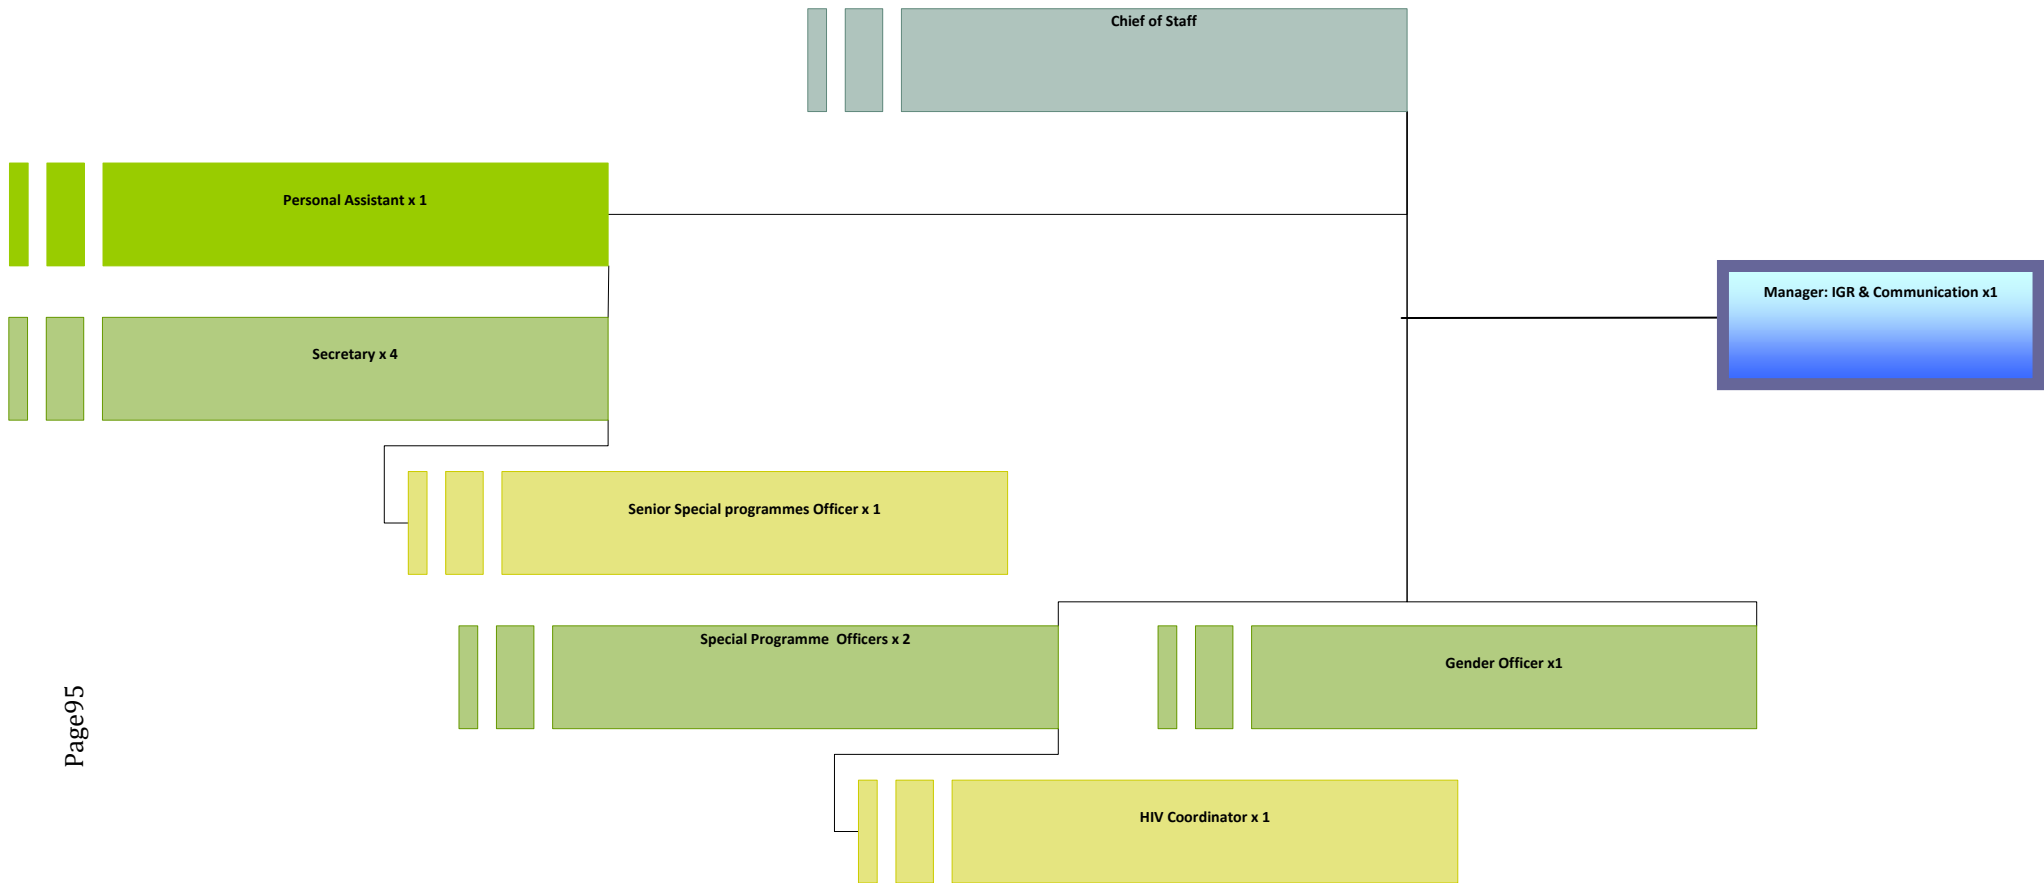 Chief of Staff
Personal Assistant x 1
Manager: IGR & Communication x1
Secretary x 4
Senior Special programmes Officer x 1
Special Programme  Officers x 2
Gender Officer x1
HIV Coordinator x 1
Page95